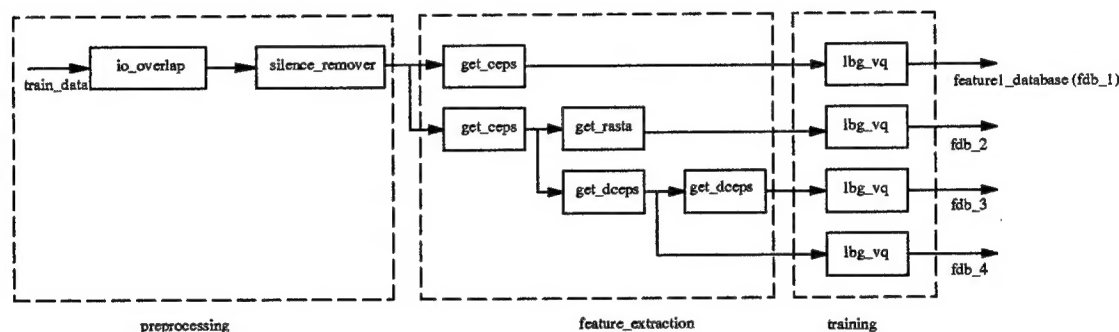 train_data
io_overlap
silence_remover
get_ceps
lbg_vq
feature1_database (fdb_1)
get_ceps
get_rasta
lbg_vq
fdb_2
get_dceps
get_dceps
lbg_vq
fdb_3
lbg_vq
fdb_4
preprocessing
feature_extraction
training